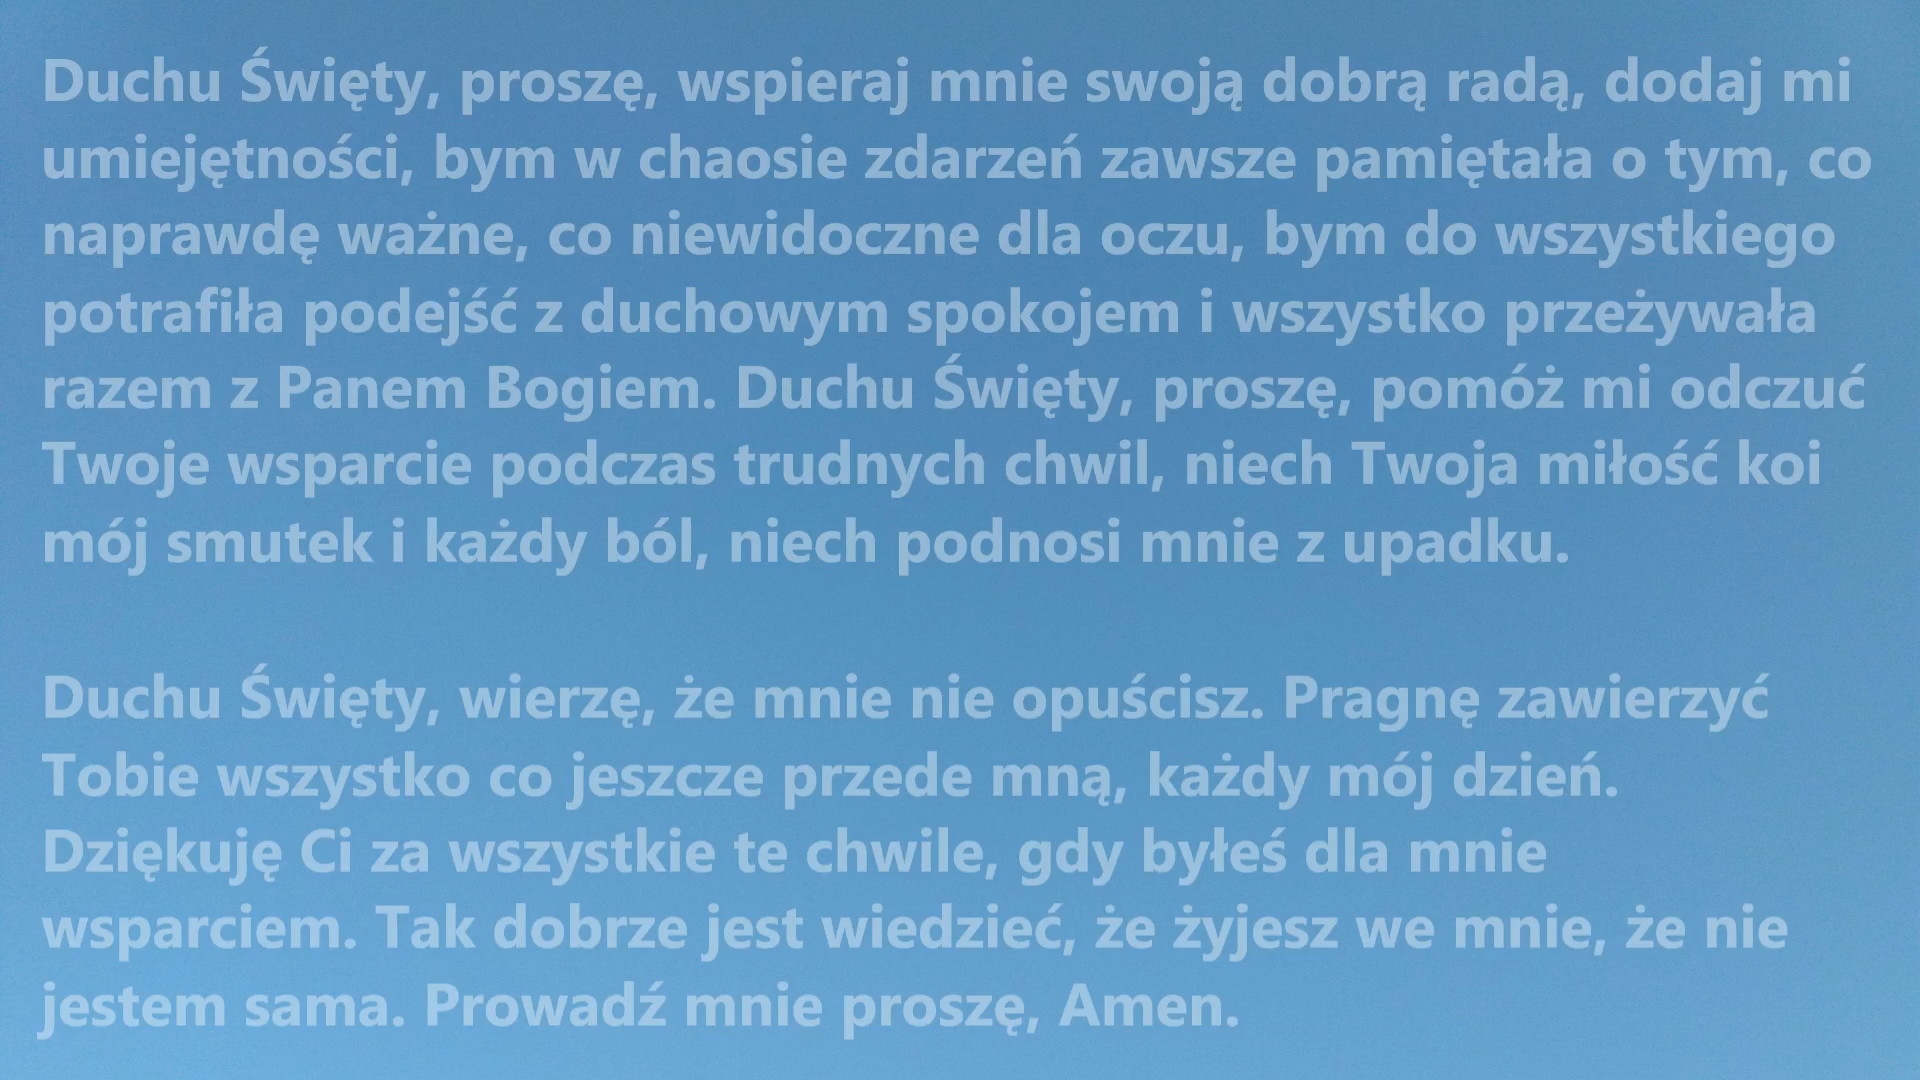 Duchu Święty, proszę, wspieraj mnie swoją dobrą radą, dodaj mi
umiejętności, bym w chaosie zdarzeń zawsze pamiętała o tym, co
naprawdę ważne, co niewidoczne dla oczu, bym do wszystkiego
potrafiła podejść z duchowym spokojem i wszystko przeżywała
razem z Panem Bogiem. Duchu Święty, proszę, pomóż mi odczuć
Twoje wsparcie podczas trudnych chwil, niech Twoja miłość koi
mój smutek i każdy ból, niech podnosi mnie z upadku.
Duchu Święty, wierzę, że mnie nie opuścisz. Pragnę zawierzyć
Tobie wszystko co jeszcze przede mną, każdy mój dzień.
Dziękuję Ci za wszystkie te chwile, gdy byłeś dla mnie
wsparciem. Tak dobrze jest wiedzieć, że żyjesz we mnie, że nie
jestem sama. Prowadź mnie proszę, Amen.